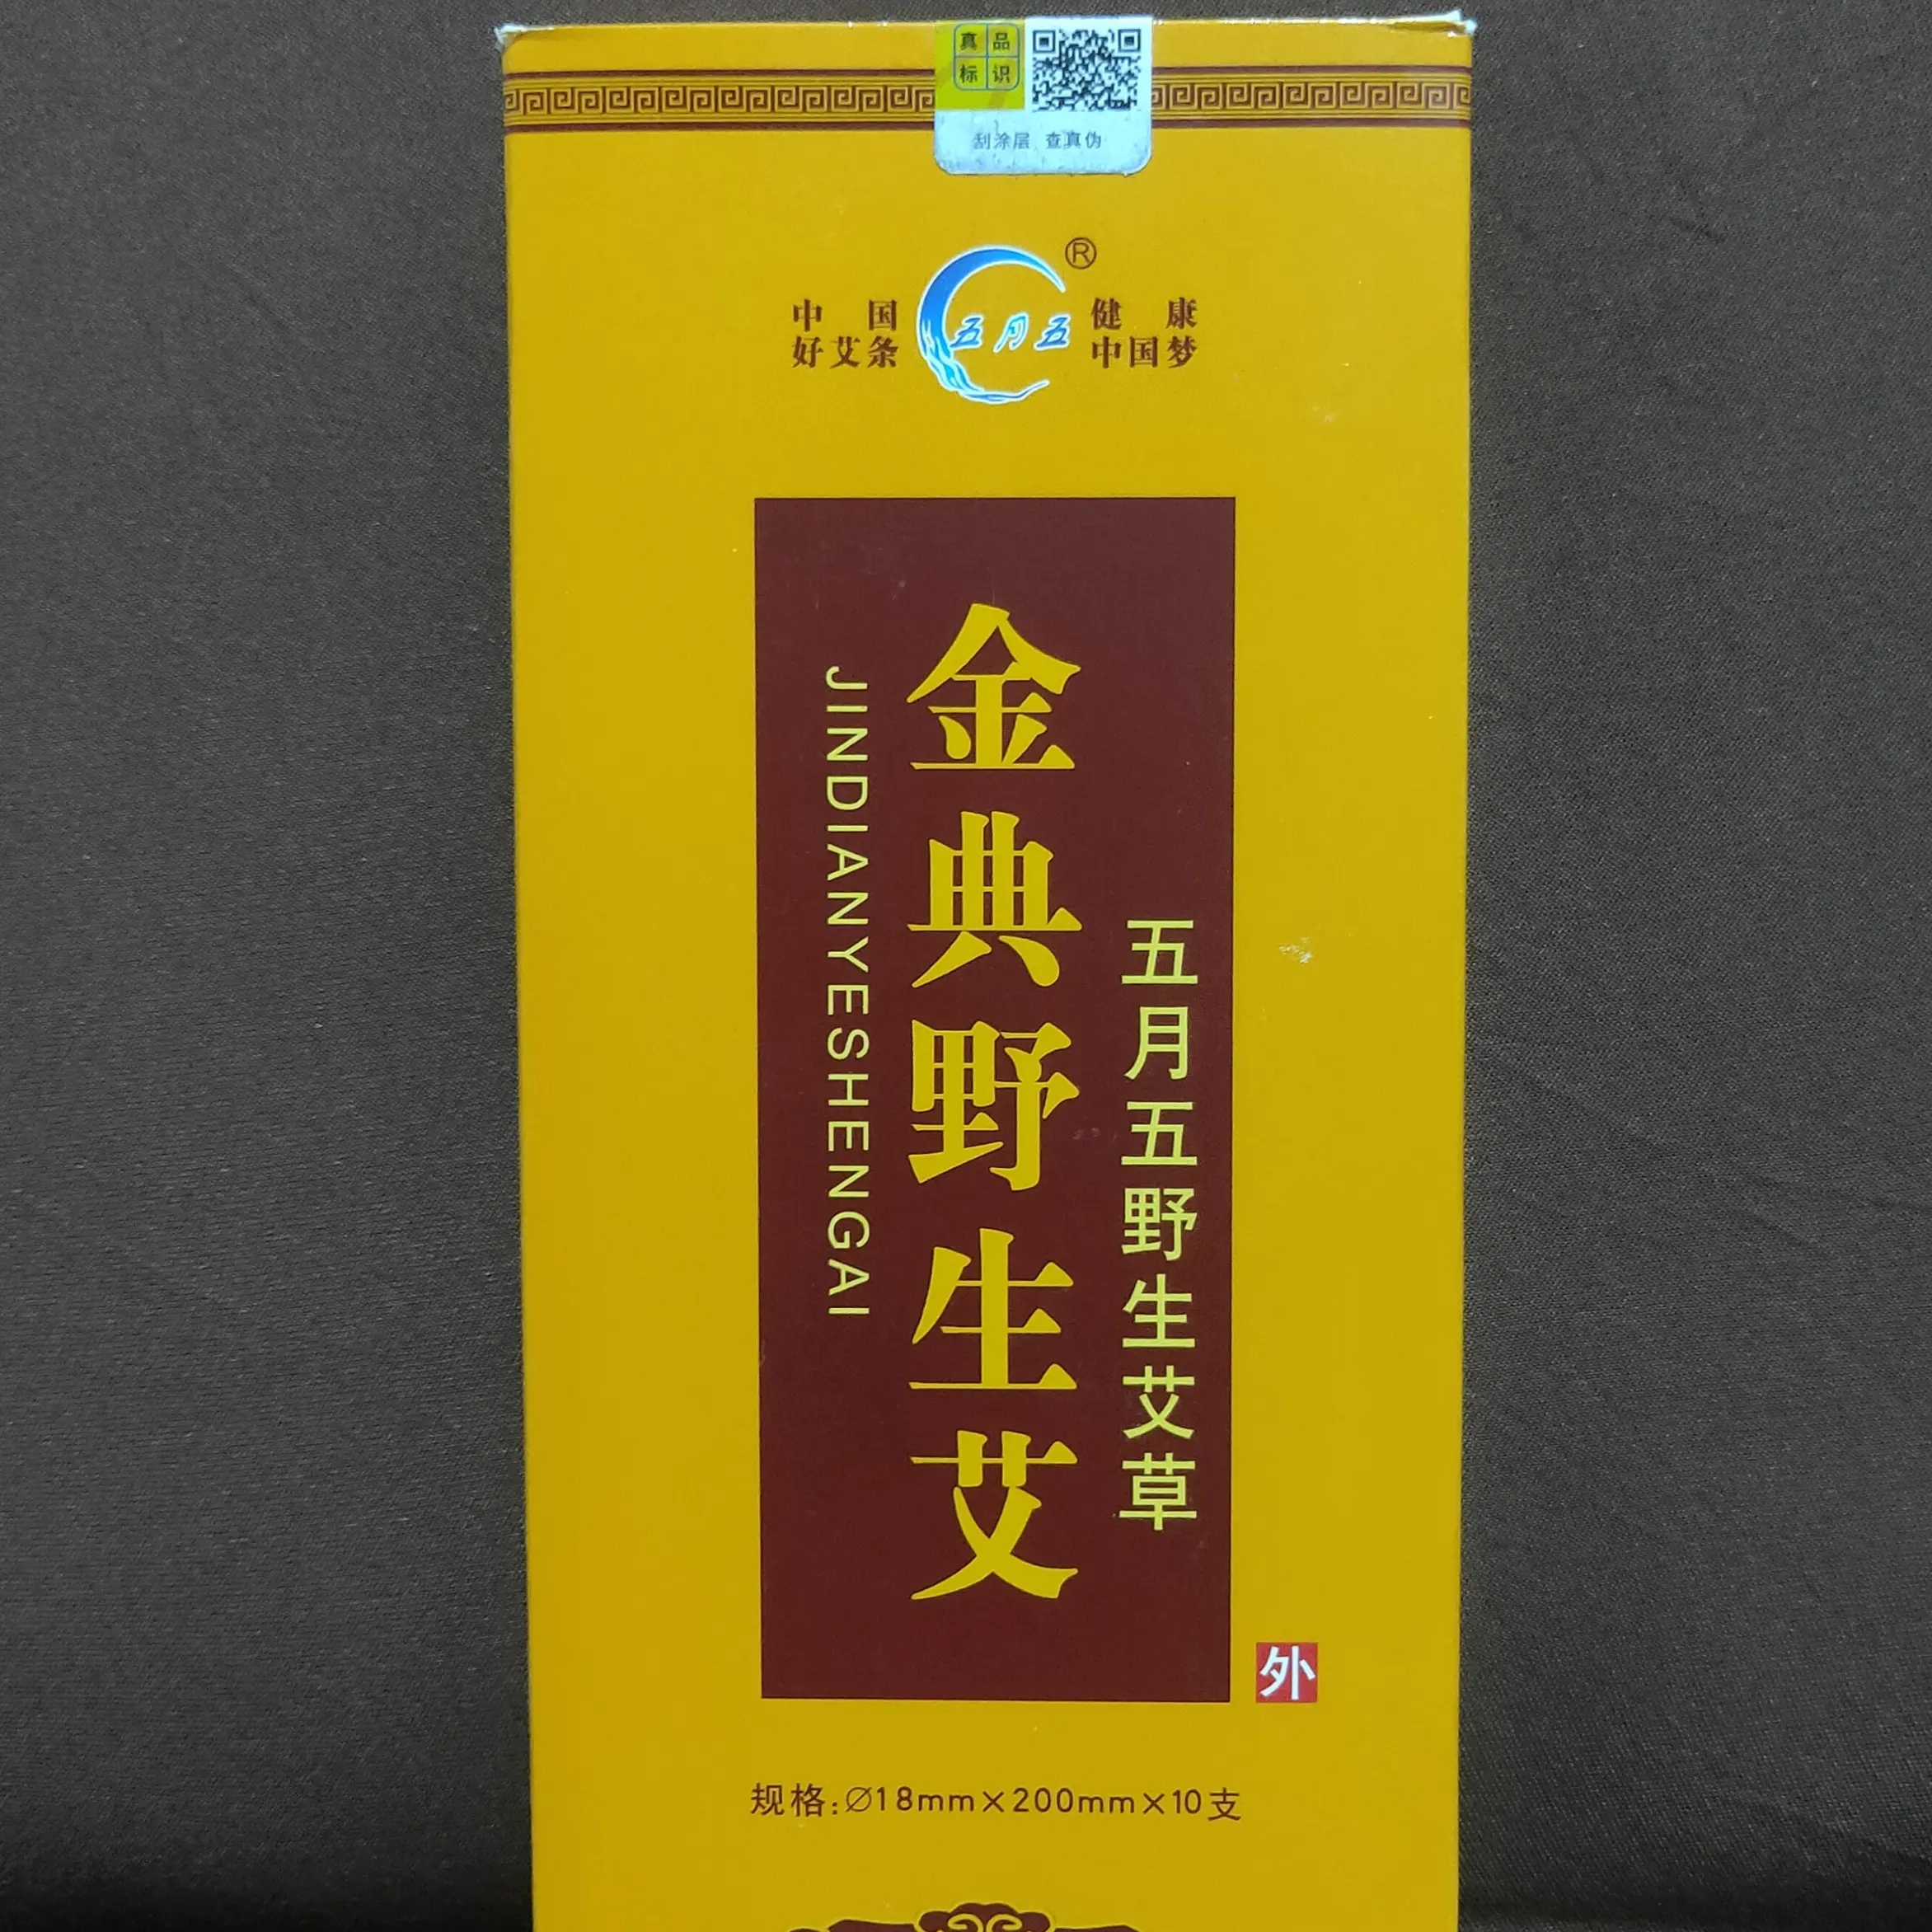 真品
标识
刮涂层 查真伪
中国
好艾条
五月五
®
健康
中国梦
五月五野生艾草
金典野生艾
JINDIANYESHENGAI
外
规格:∅18mm×200mm×10支